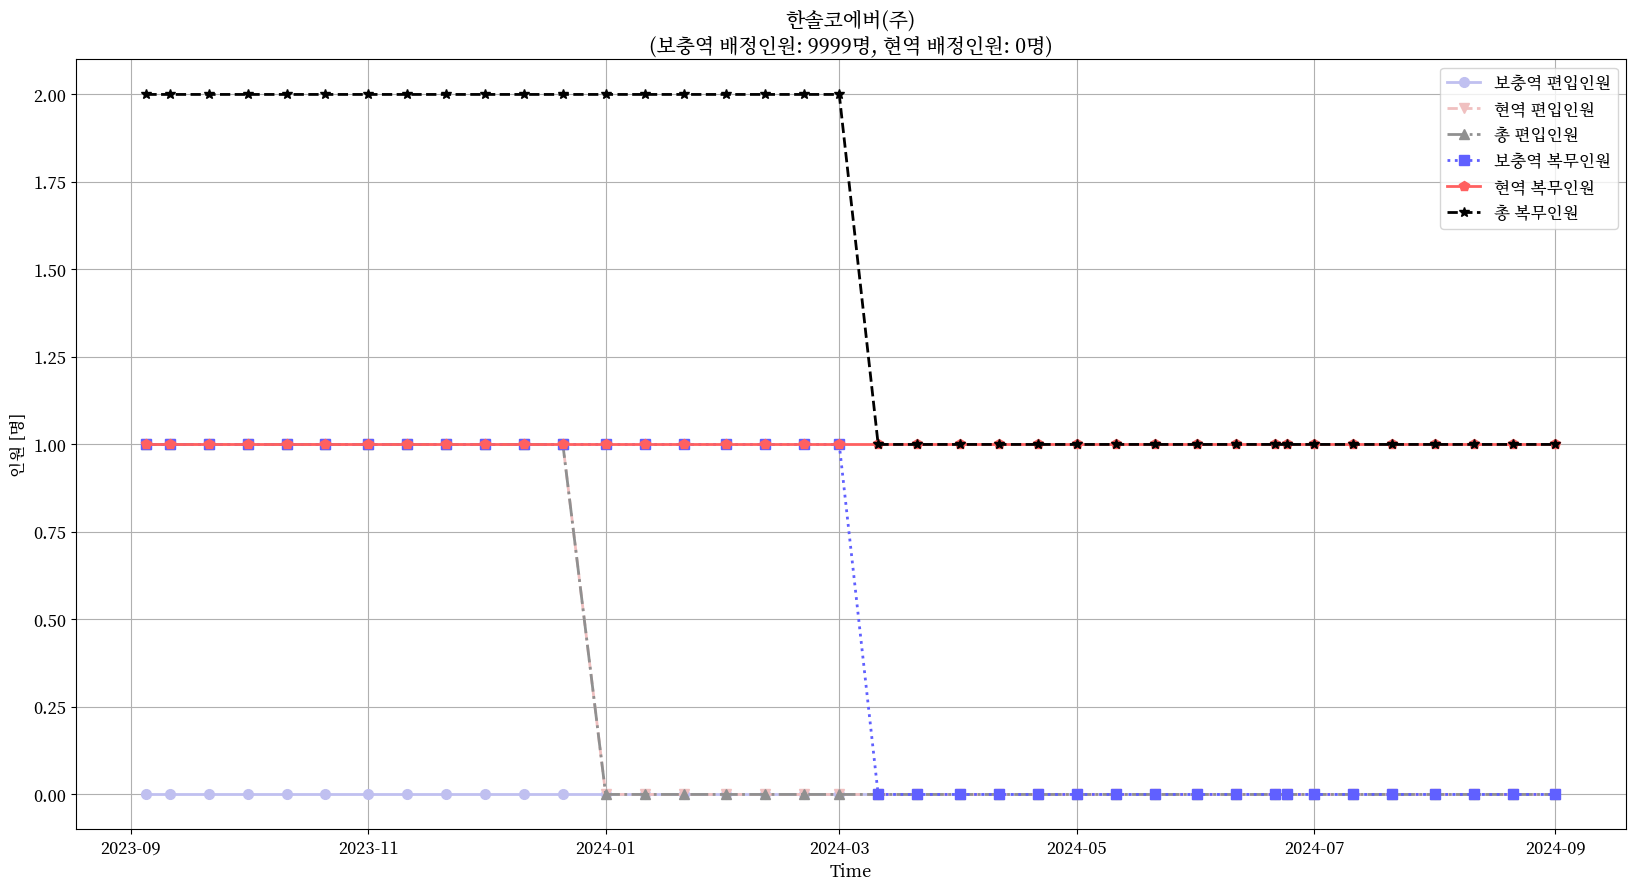 한솔코에버(주)
(보충역 배정인원: 9999명, 현역 배정인원: 0명)
보충역 편입인원
현역 편입인원
총 편입인원
보충역 복무인원
현역 복무인원
총 복무인원
인원 [명]
2.00
1.75
1.50
1.25
1.00
0.75
0.50
0.25
0.00
2023-09
2023-11
2024-01
2024-03
2024-05
2024-07
2024-09
Time